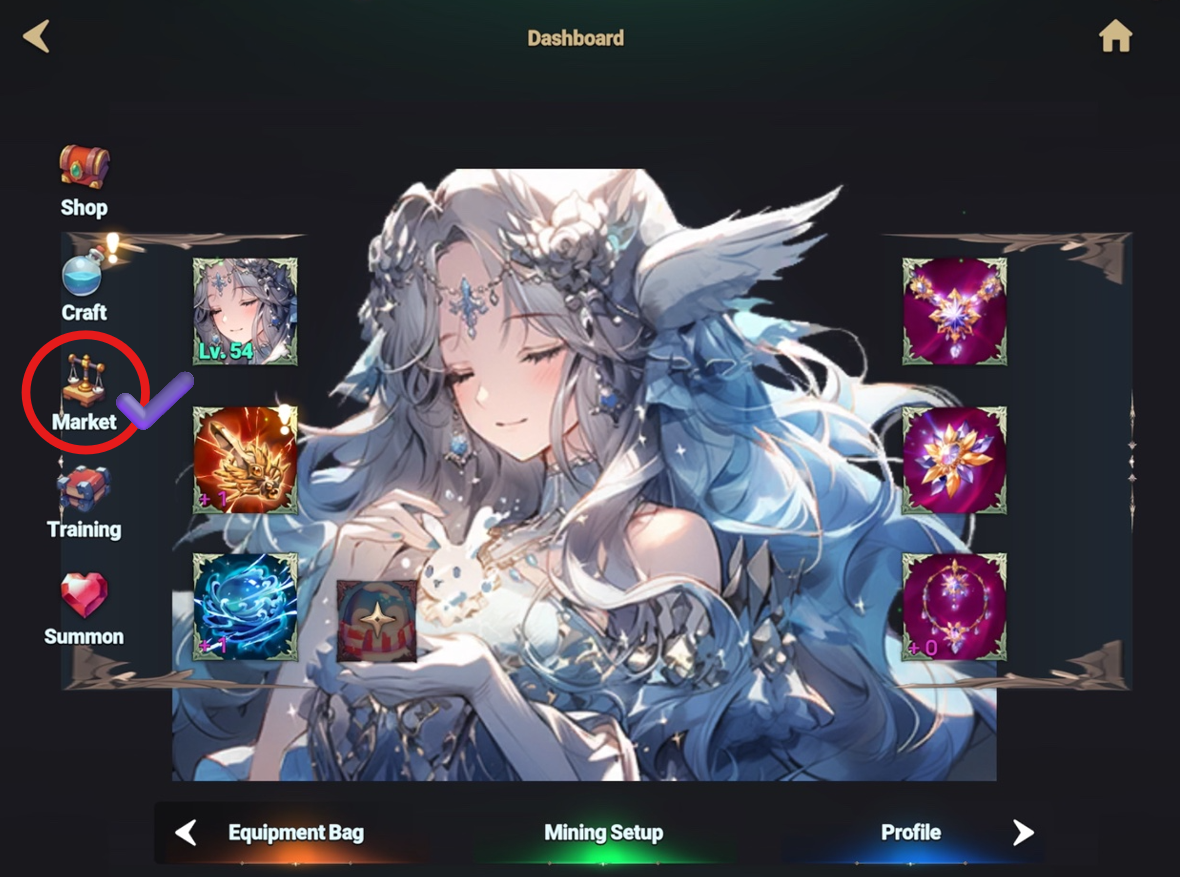 Dashboard
Shop
Craft
Market
Training
Summon
Lv. 54
+ 1
+ 1
+ 0
Equipment Bag
Mining Setup
Profile